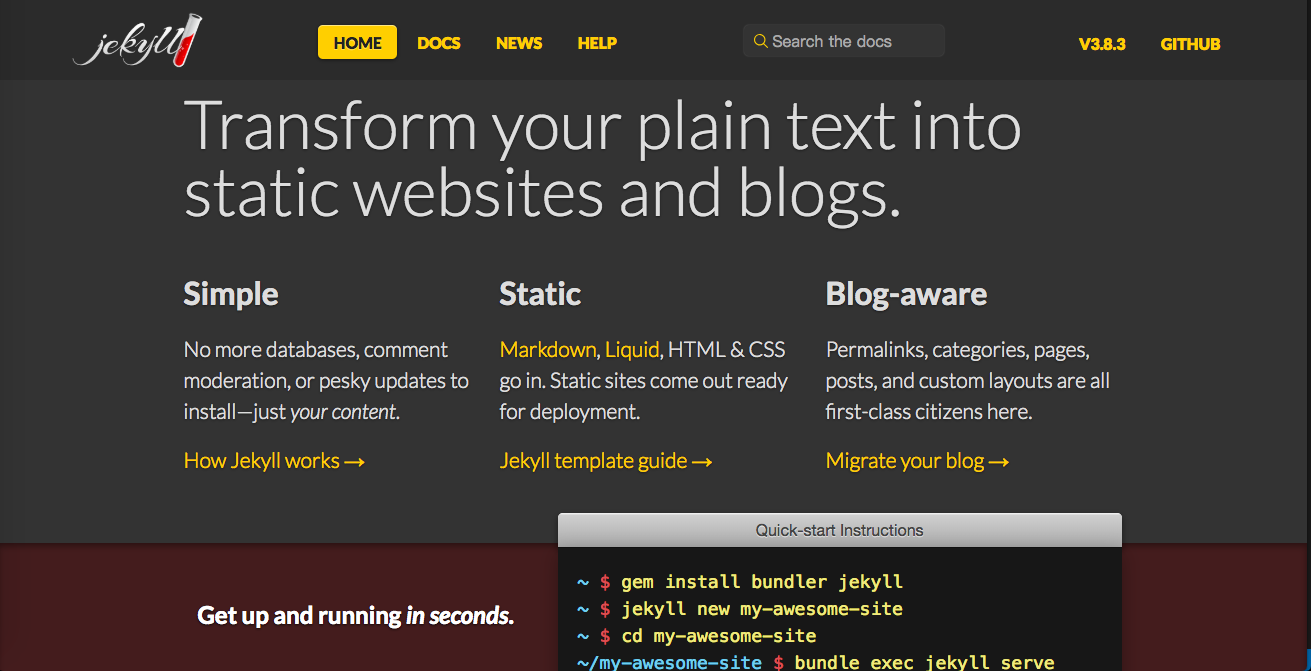 jekyll
HOME
DOCS
NEWS
HELP
Search the docs
V3.8.3
GITHUB
Transform your plain text into
static websites and blogs.
Simple
No more databases, comment
moderation, or pesky updates to
install—just your content.
How Jekyll works →
Static
Markdown, Liquid, HTML & CSS
go in. Static sites come out ready
for deployment.
Jekyll template guide →
Blog-aware
Permalinks, categories, pages,
posts, and custom layouts are all
first-class citizens here.
Migrate your blog →
Get up and running in seconds.
Quick-start Instructions
~ $ gem install bundler jekyll
~ $ jekyll new my-awesome-site
~ $ cd my-awesome-site
~/my-awesome-site $ bundle exec jekyll serve